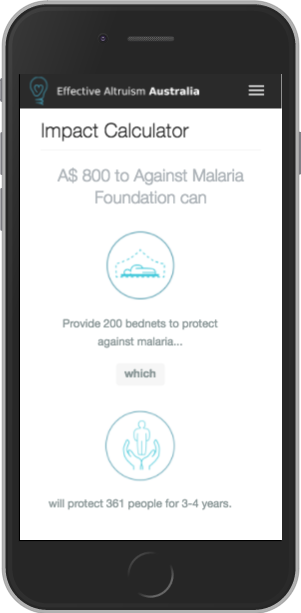 Effective Altruism Australia
Impact Calculator
A$ 800 to Against Malaria
Foundation can
Provide 200 bednets to protect
against malaria...
which
will protect 361 people for 3-4 years.